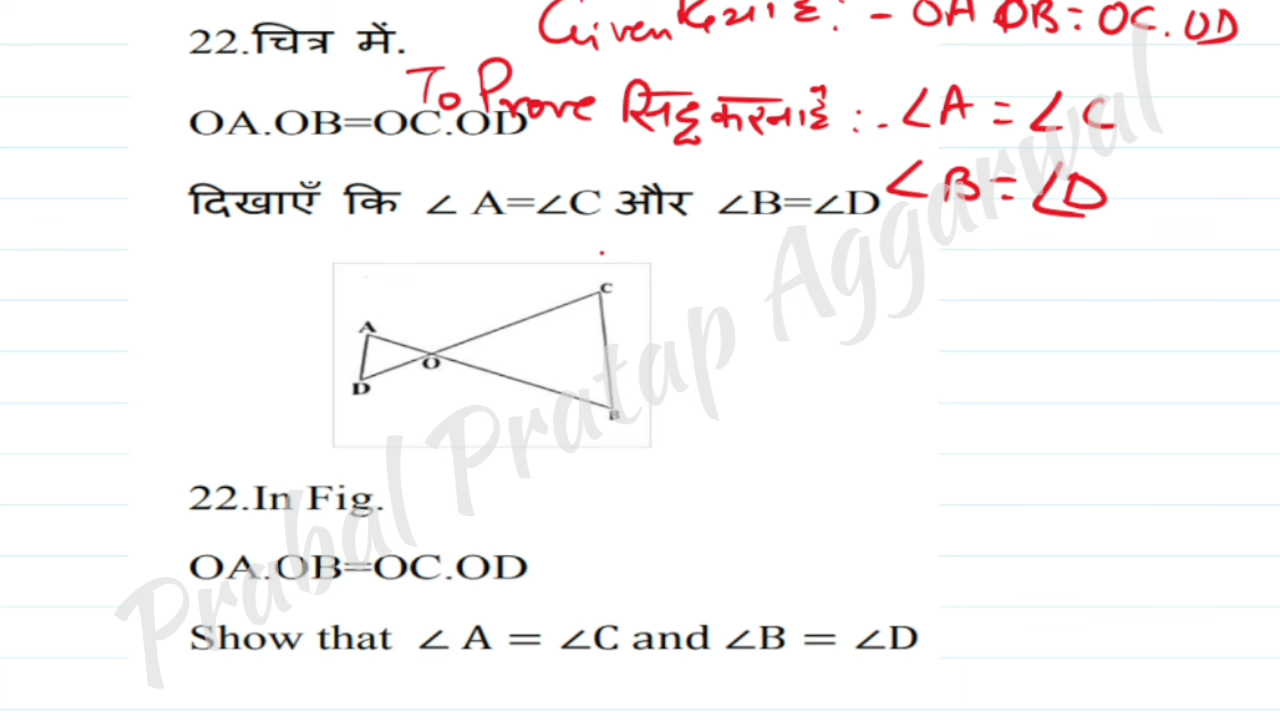 Given दिया है :- OA.OB=OC.OD
22.चित्र में.
To Prove सिद्ध करना है :- ∠A = ∠C
OA.OB=OC.OD
∠B=∠D
दिखाएँ कि ∠ A=∠C और ∠B=∠D
C
A
O
D
B
22.In Fig.
OA.OB=OC.OD
Show that ∠ A = ∠C and ∠B = ∠D
Prabal Pratap Aggarwal